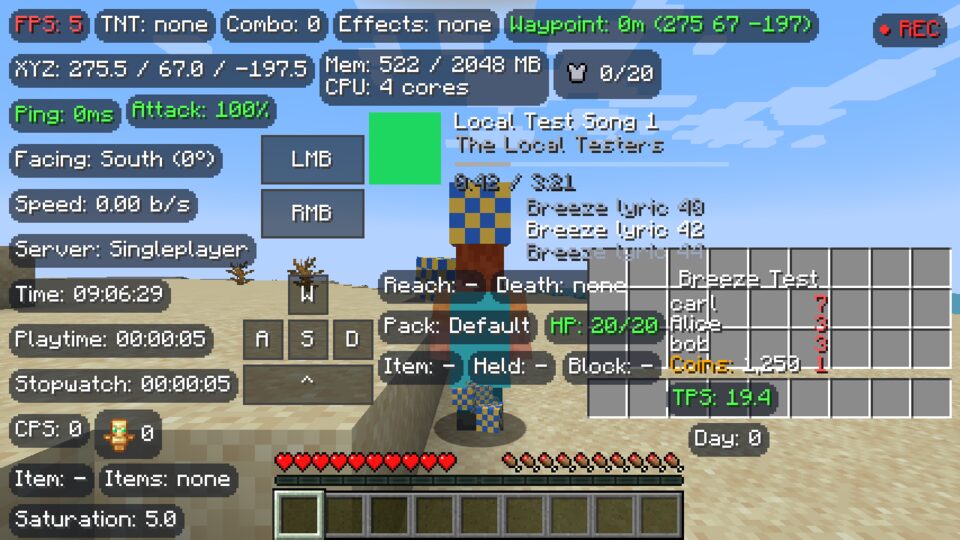 FPS: 5
TNT: none
Combo: 0
Effects: none
Waypoint: 0m (275 67 -197)
REC
XYZ: 275.5 / 67.0 / -197.5
Mem: 522 / 2048 MB
CPU: 4 cores
0/20
Ping: 0ms
Attack: 100%
Local Test Song 1
The Local Testers
0:42 / 3:21
Facing: South (0°)
LMB
Speed: 0.00 b/s
RMB
Breeze lyric 40
Breeze lyric 42
Breeze lyric 44
Server: Singleplayer
Time: 09:06:29
W
Reach: -
Death: none
Breeze Test
carl 7
Alice 3
bob 3
Coins: 1,250 1
Playtime: 00:00:05
A
S
D
Pack: Default
HP: 20/20
Item: -
Held: -
Block: -
Stopwatch: 00:00:05
^
TPS: 19.4
CPS: 0
0
Day: 0
Item: -
Items: none
Saturation: 5.0